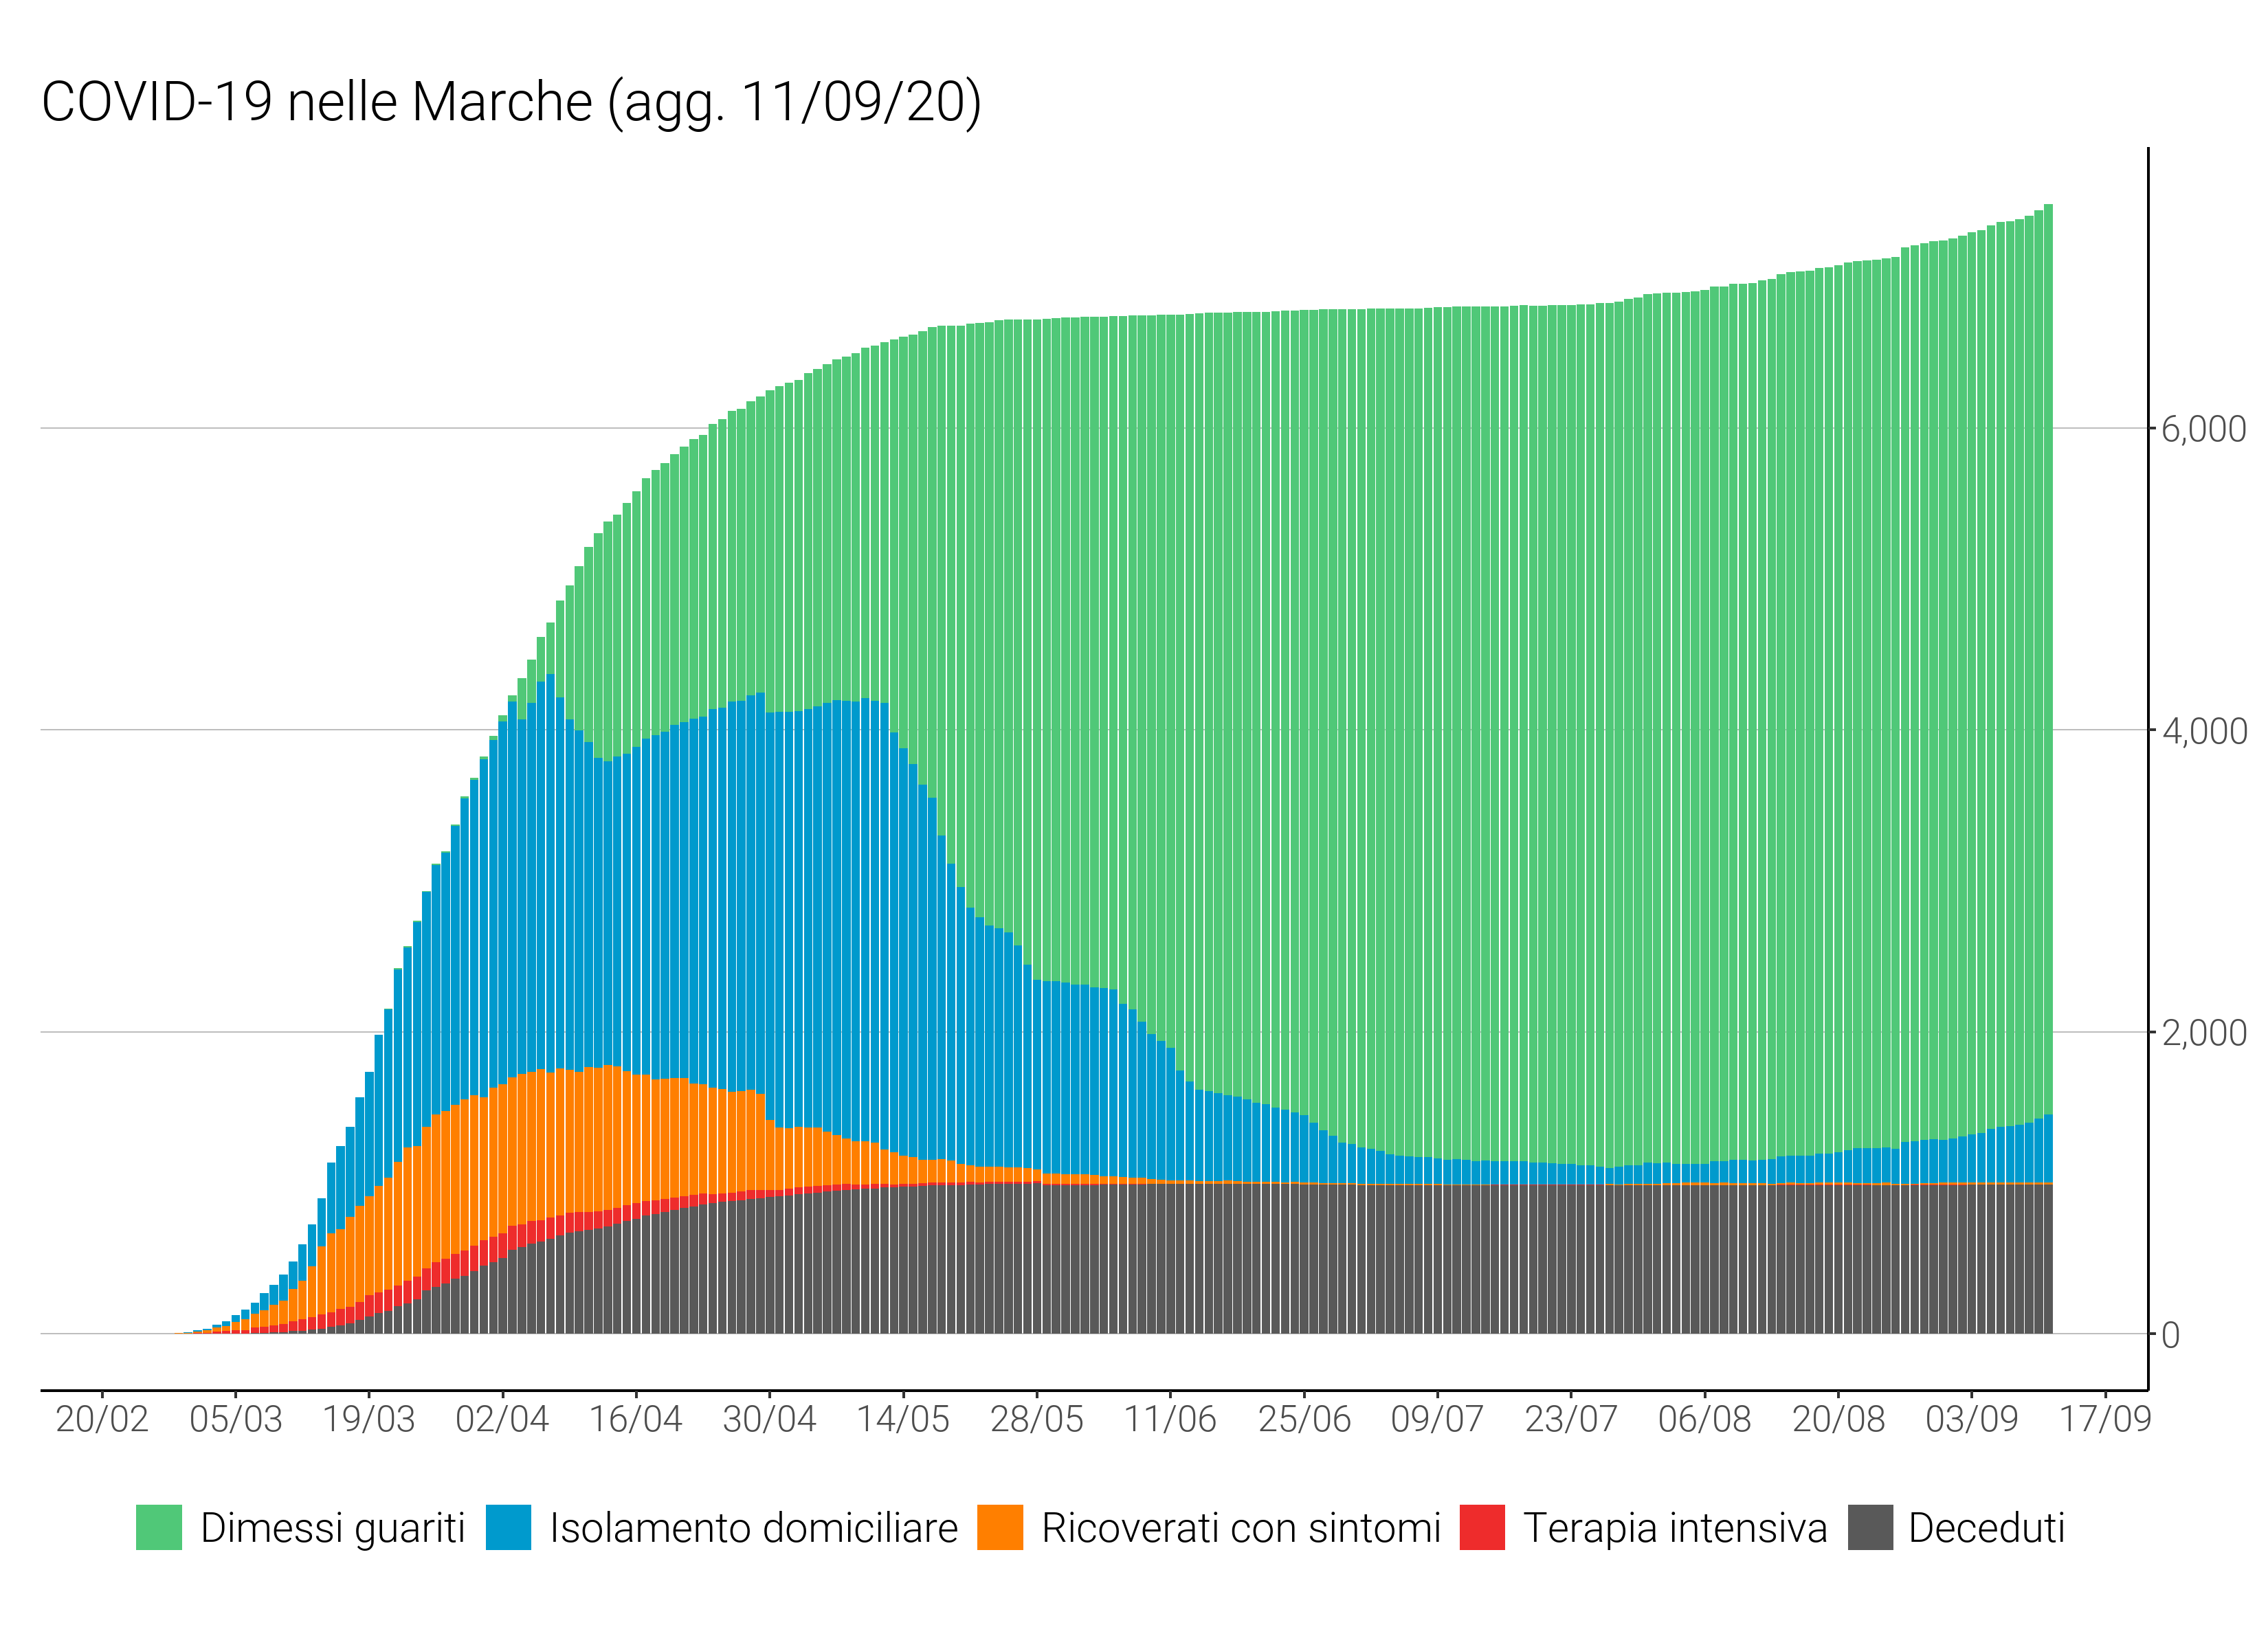 COVID-19 nelle Marche (agg. 11/09/20)
6,000
4,000
2,000
0
20/02 05/03 19/03 02/04 16/04 30/04 14/05 28/05 11/06 25/06 09/07 23/07 06/08 20/08 03/09 17/09
Dimessi guariti Isolamento domiciliare Ricoverati con sintomi Terapia intensiva Deceduti